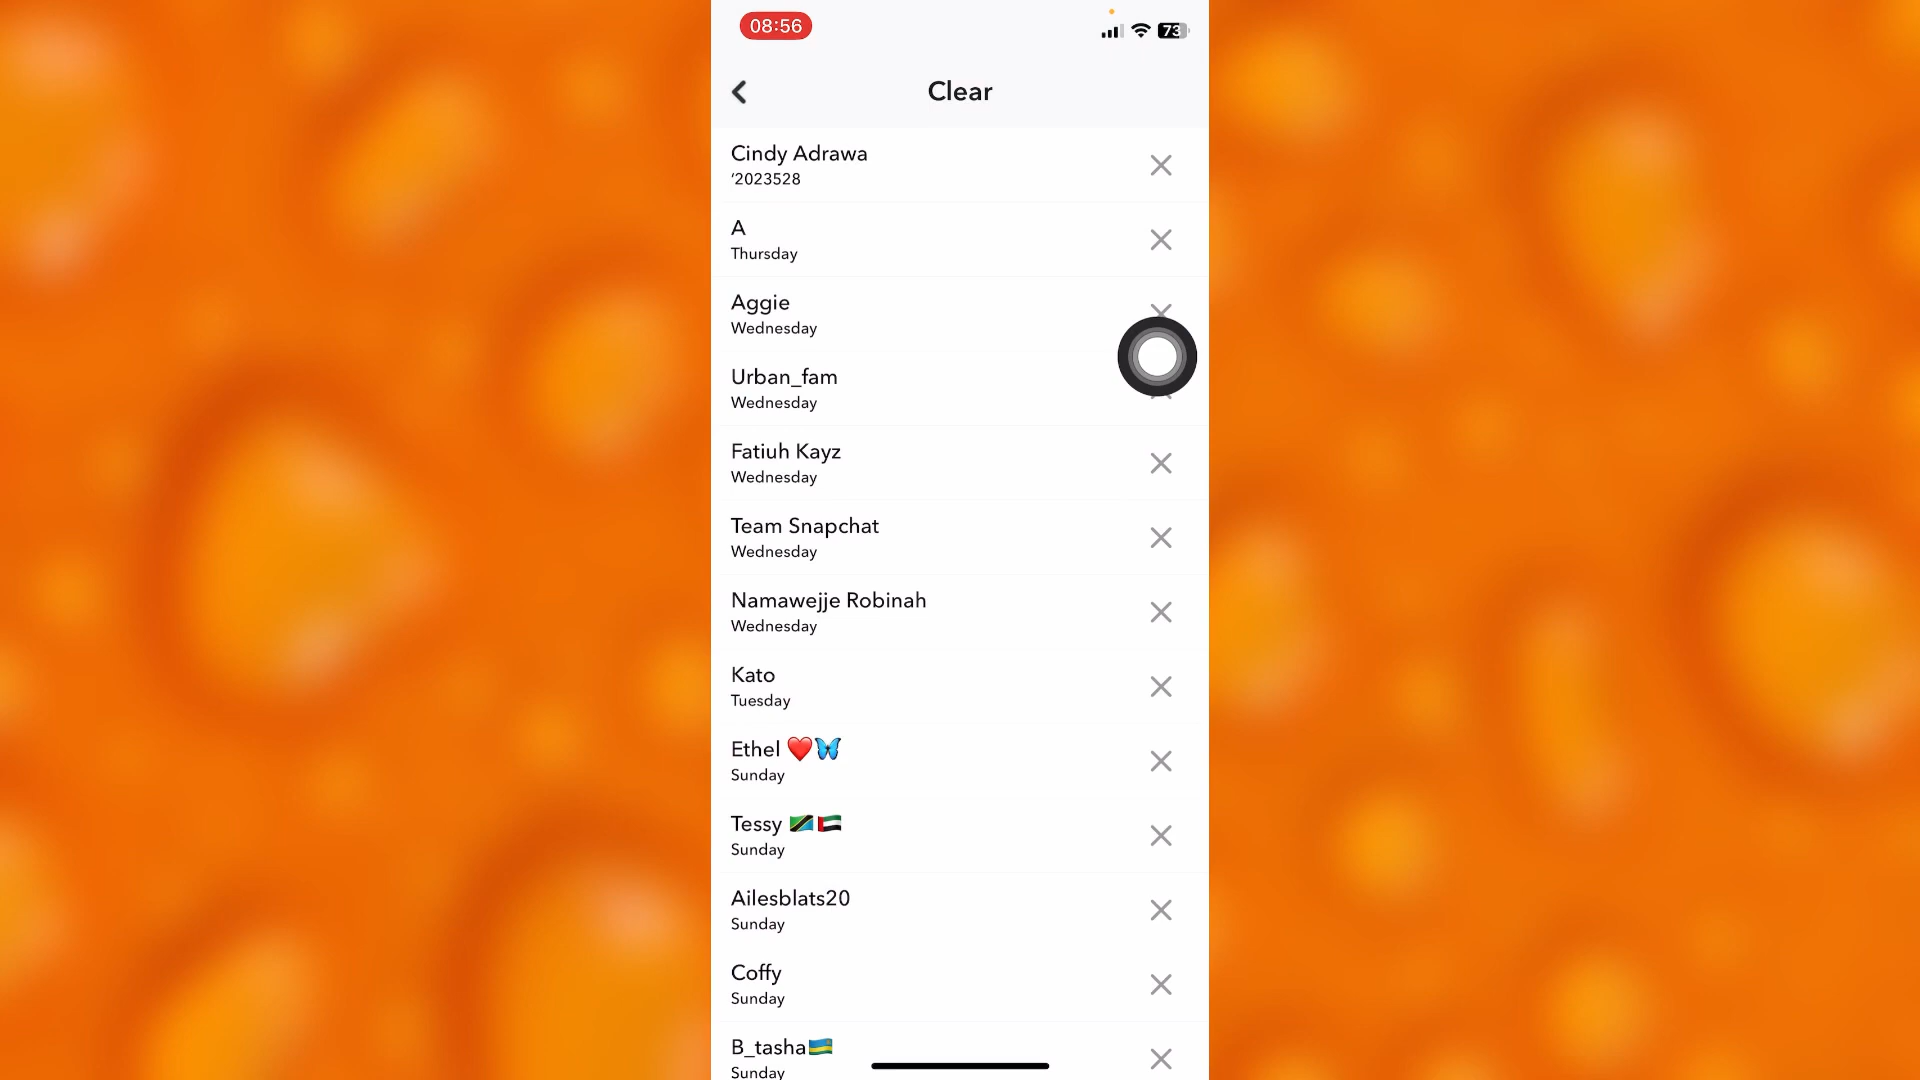 08:56
73
Clear
Cindy Adrawa
‘2023528
A
Thursday
Aggie
Wednesday
Urban_fam
Wednesday
Fatiuh Kayz
Wednesday
Team Snapchat
Wednesday
Namawejje Robinah
Wednesday
Kato
Tuesday
Ethel ❤️🦋
Sunday
Tessy 🇹🇿🇦🇪
Sunday
Ailesblats20
Sunday
Coffy
Sunday
B_tasha🇷🇼
Sunday